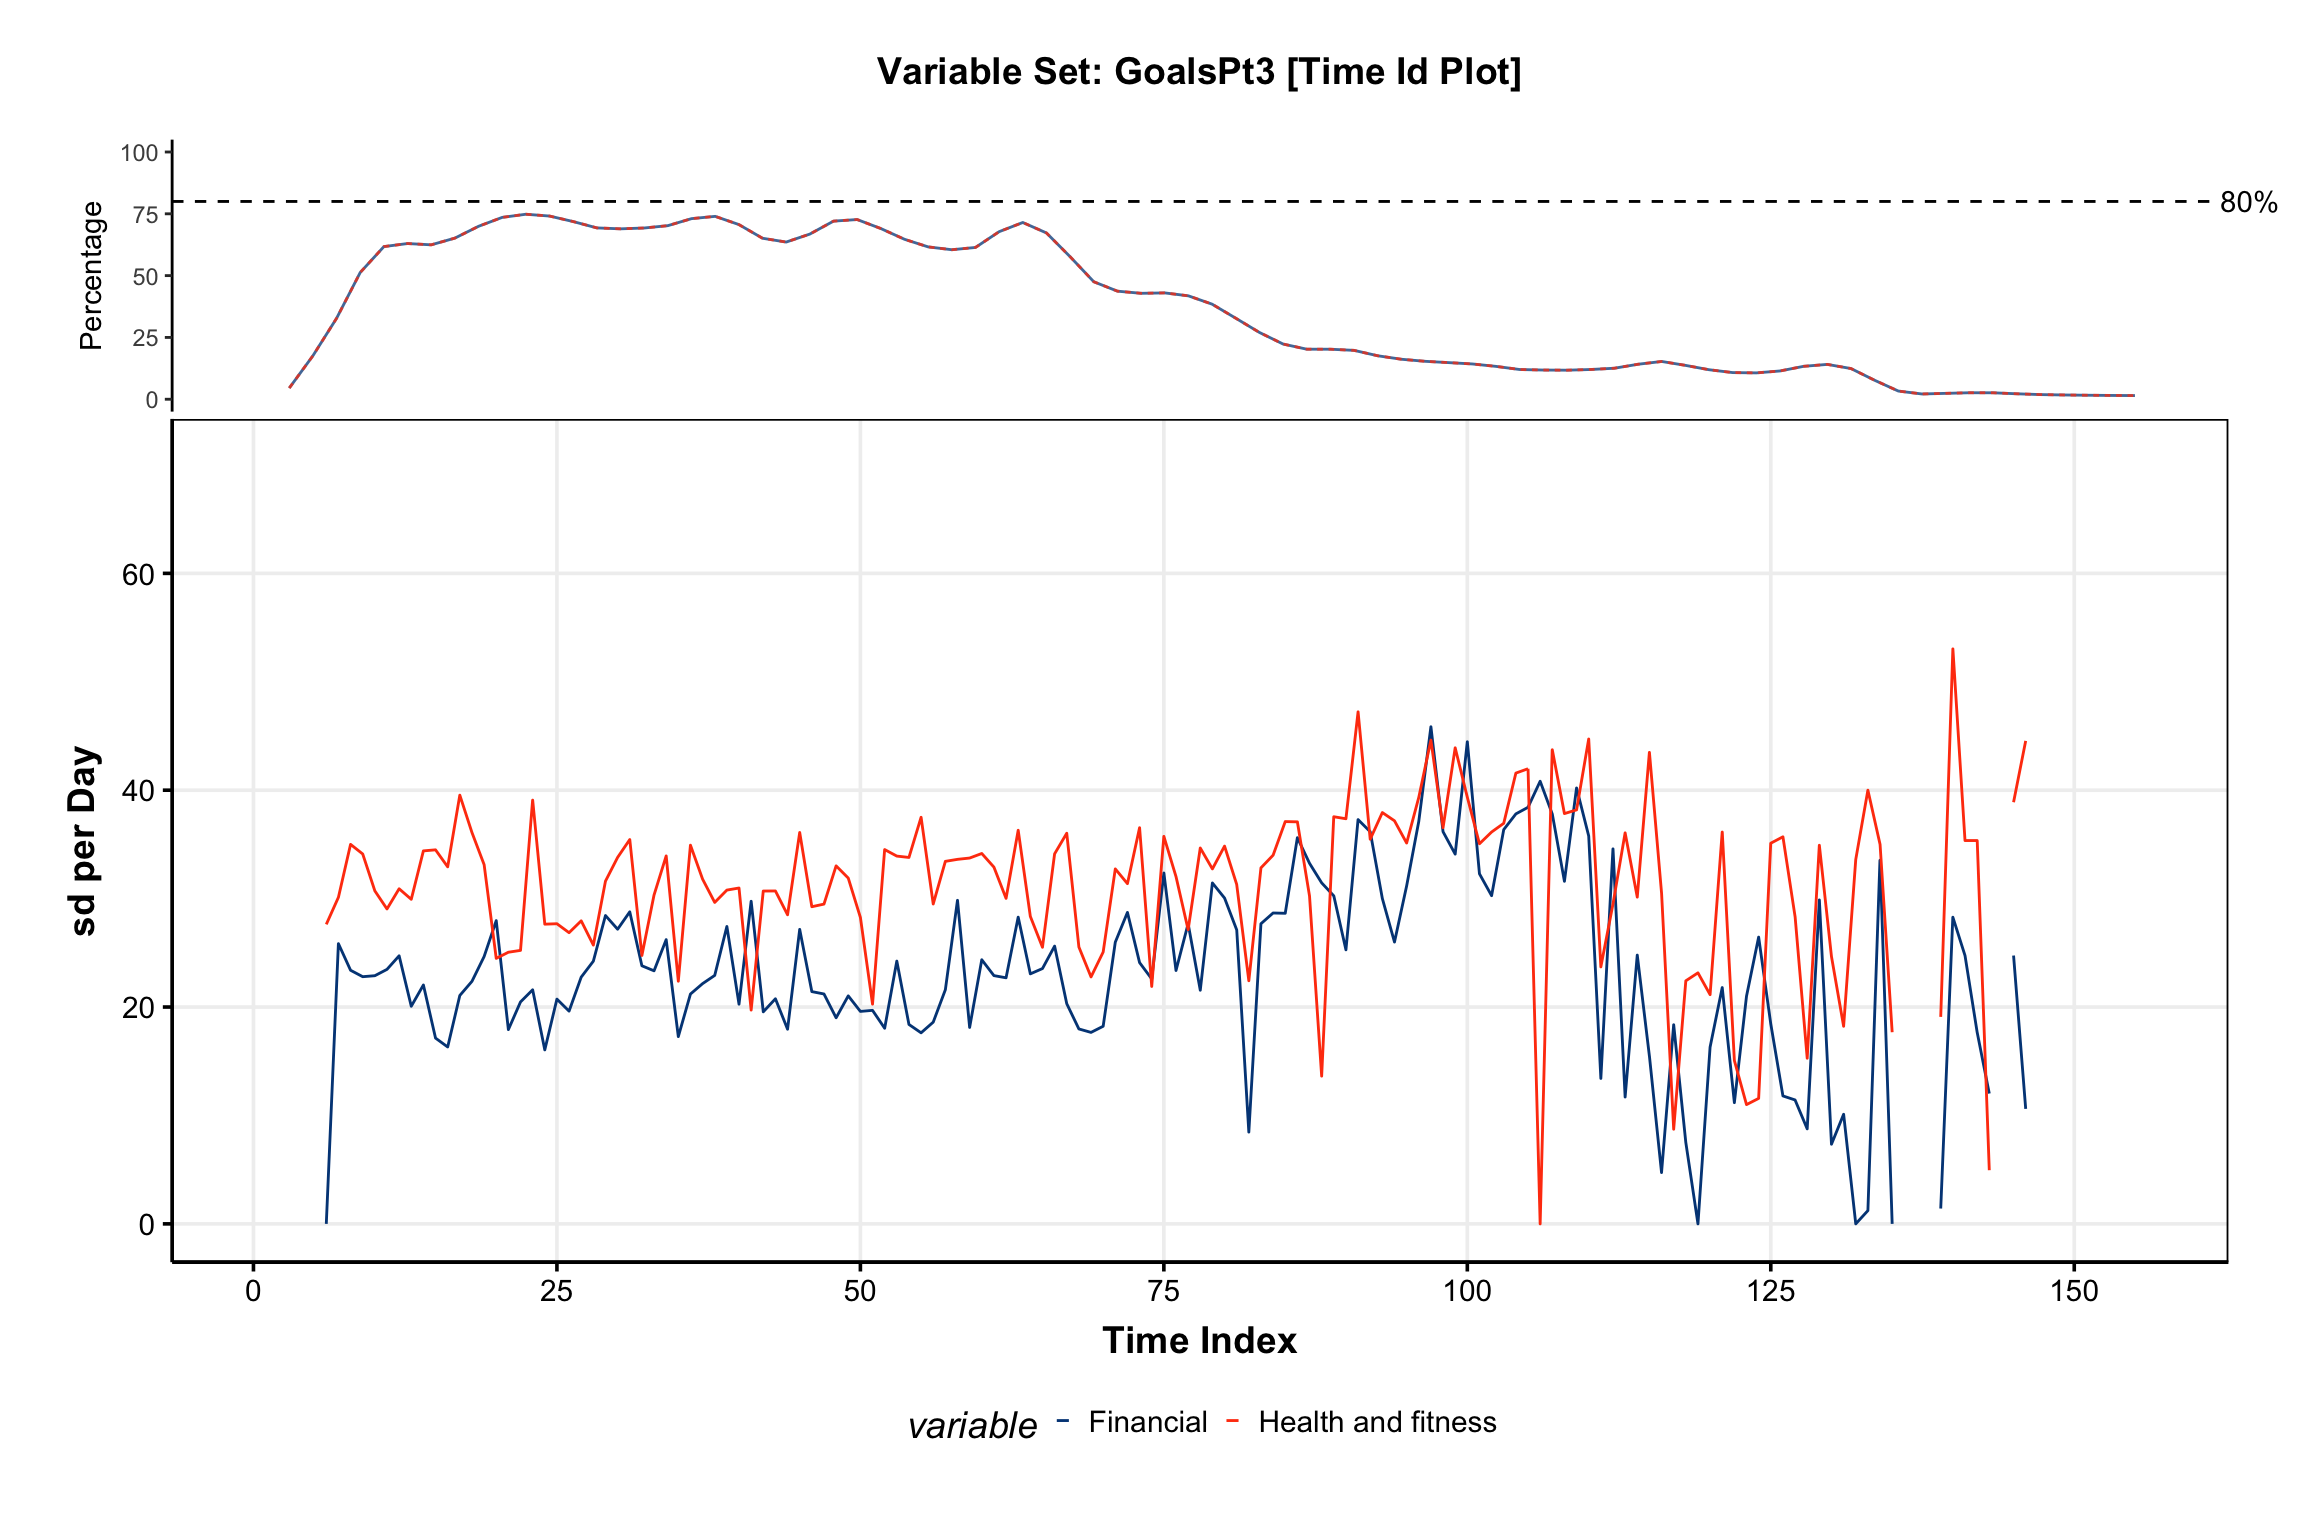 Variable Set: GoalsPt3 [Time Id Plot]
100
75
50
25
0
Percentage
80%
60
40
20
0
sd per Day
0 25 50 75 100 125 150
Time Index
variable Financial Health and fitness